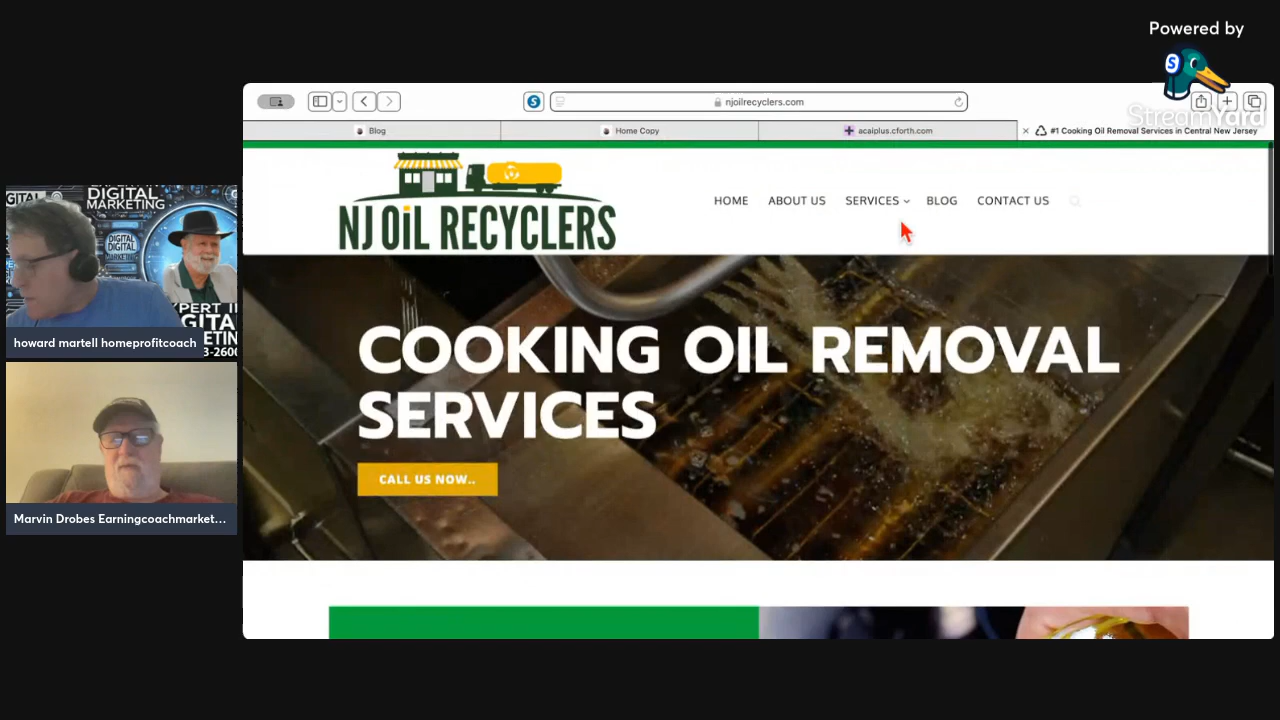 Powered by
StreamYard
njoilrecyclers.com
Blog
Home Copy
acaiplus.cforth.com
#1 Cooking Oil Removal Services in Central New Jersey
NJ OiL RECYCLERS
HOME
ABOUT US
SERVICES
BLOG
CONTACT US
COOKING OIL REMOVAL
SERVICES
CALL US NOW..
DIGITAL
MARKETING
DIGITAL
DIGITAL
howard martell homeprofitcoach
Marvin Drobes Earningcoachmarket...